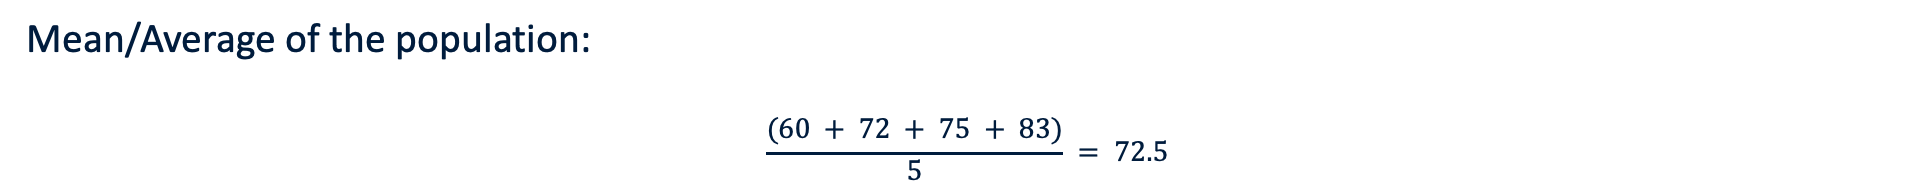 Mean/Average of the population:
(60 + 72 + 75 + 83)
= 72.5
5